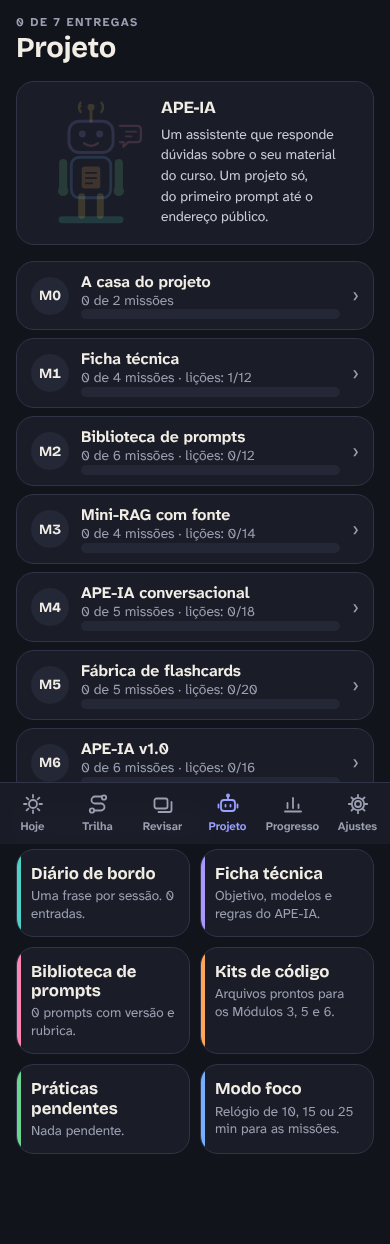 0 DE 7 ENTREGAS
Projeto
APE-IA
Um assistente que responde
dúvidas sobre o seu material
do curso. Um projeto só,
do primeiro prompt até o
endereço público.
M0
A casa do projeto
0 de 2 missões
›
M1
Ficha técnica
0 de 4 missões · lições: 1/12
›
M2
Biblioteca de prompts
0 de 6 missões · lições: 0/12
›
M3
Mini-RAG com fonte
0 de 4 missões · lições: 0/14
›
M4
APE-IA conversacional
0 de 5 missões · lições: 0/18
›
M5
Fábrica de flashcards
0 de 5 missões · lições: 0/20
›
M6
APE-IA v1.0
0 de 6 missões · lições: 0/16
Hoje
Trilha
Revisar
Projeto
Progresso
Ajustes
Diário de bordo
Uma frase por sessão. 0
entradas.
Ficha técnica
Objetivo, modelos e
regras do APE-IA.
Biblioteca de
prompts
0 prompts com versão e
rubrica.
Kits de código
Arquivos prontos para
os Módulos 3, 5 e 6.
Práticas
pendentes
Nada pendente.
Modo foco
Relógio de 10, 15 ou 25
min para as missões.